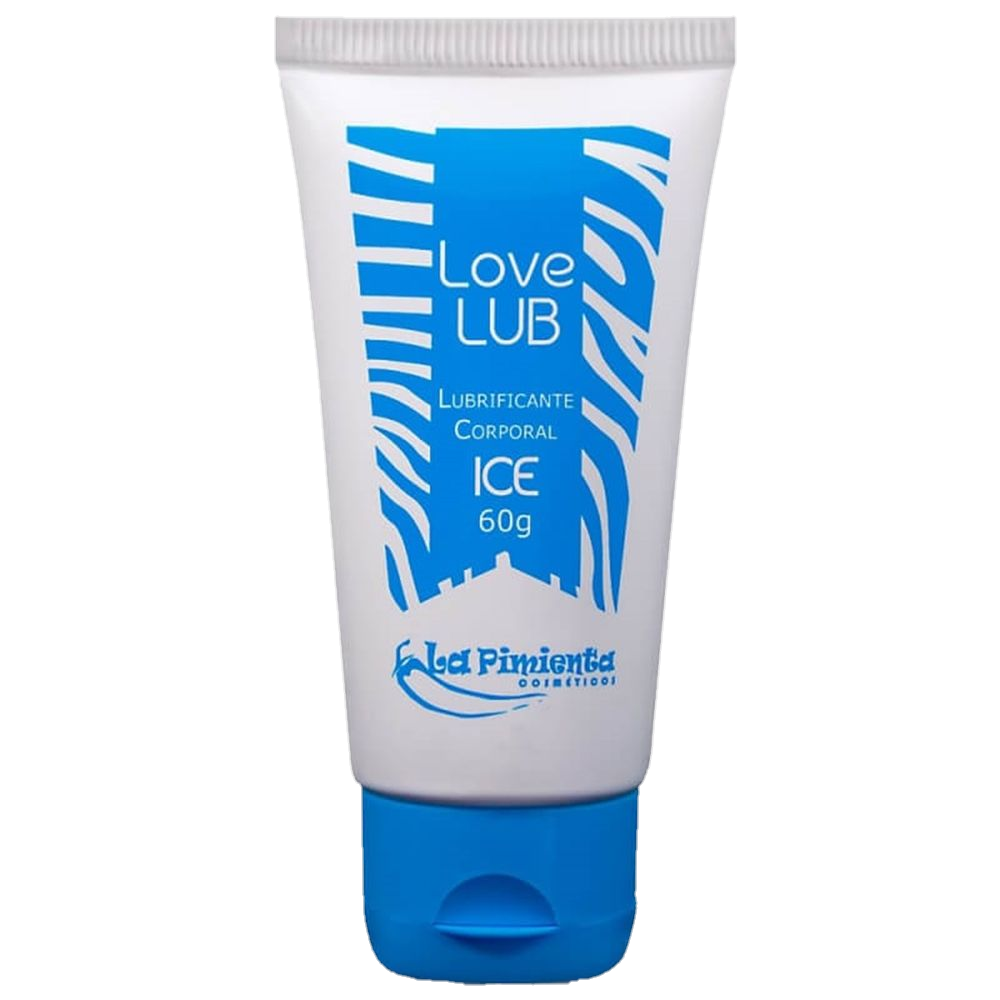 Love
LUB
LUBRIFICANTE
CORPORAL
ICE
60g
La Pimienta
COSMÉTICOS